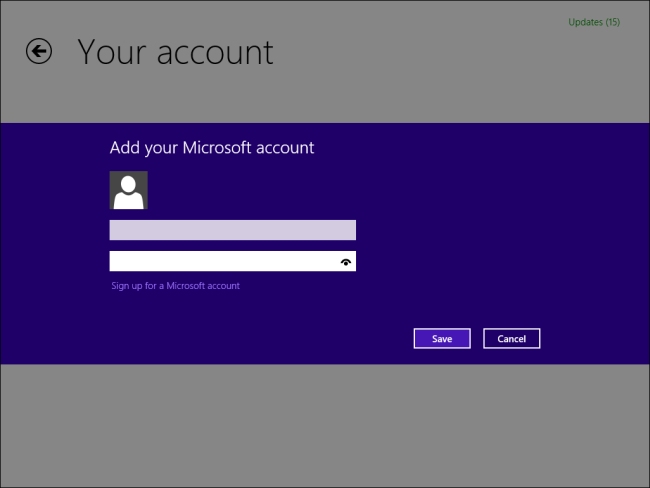 Updates (15)
Your account
Add your Microsoft account
Sign up for a Microsoft account
Save Cancel